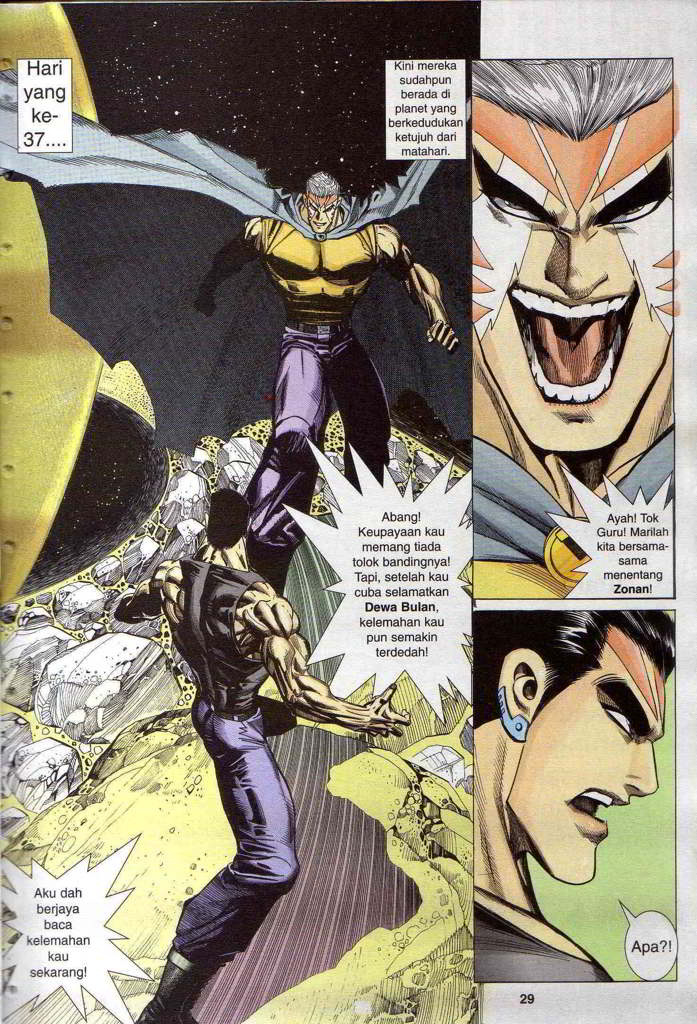 Hari
yang
ke-
37....
Kini mereka
sudahpun
berada di
planet yang
berkedudukan
ketujuh dari
matahari.
Abang!
Keupayaan kau
memang tiada
tolok bandingnya!
Tapi, setelah kau
cuba selamatkan
Dewa Bulan,
kelemahan kau
pun semakin
terdedah!
Aku dah
berjaya
baca
kelemahan
kau
sekarang!
Ayah! Tok
Guru! Marilah
kita bersama-
sama
menentang
Zonan!
Apa?!
29